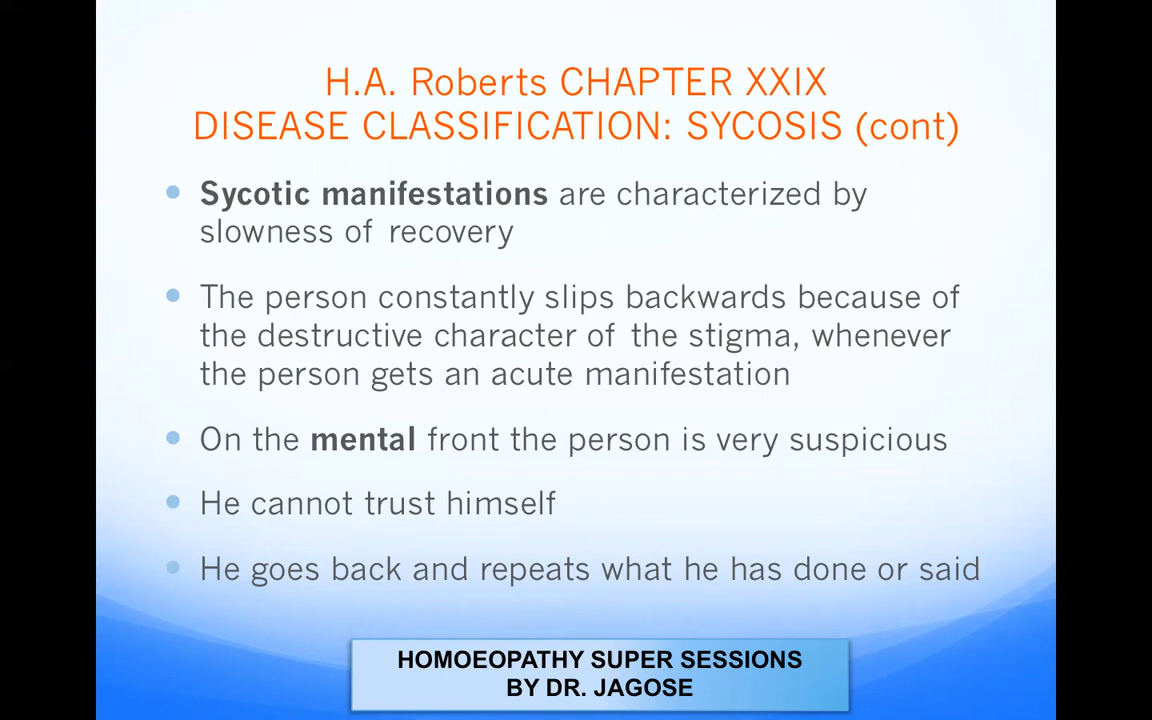 H.A. Roberts CHAPTER XXIX
DISEASE CLASSIFICATION: SYCOSIS (cont)
Sycotic manifestations are characterized by
slowness of recovery
The person constantly slips backwards because of
the destructive character of the stigma, whenever
the person gets an acute manifestation
On the mental front the person is very suspicious
He cannot trust himself
He goes back and repeats what he has done or said
HOMOEOPATHY SUPER SESSIONS
BY DR. JAGOSE